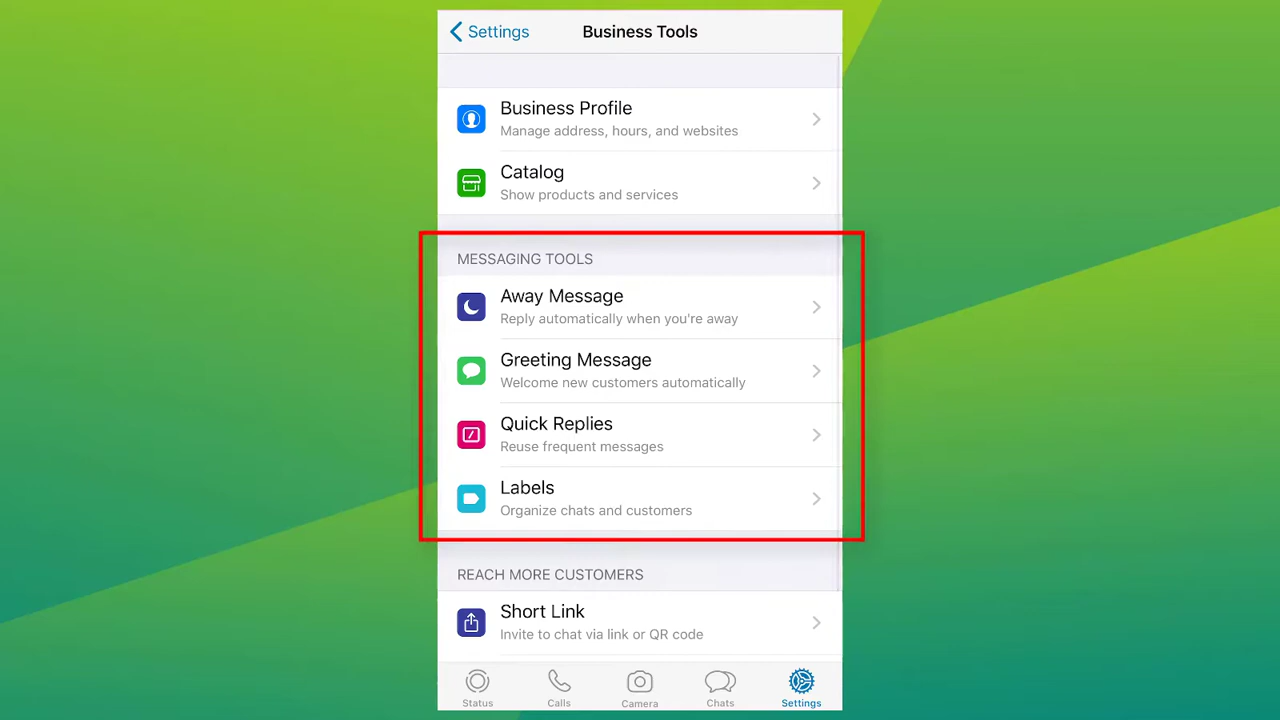 Settings
Business Tools
Business Profile
Manage address, hours, and websites
Catalog
Show products and services
MESSAGING TOOLS
Away Message
Reply automatically when you're away
Greeting Message
Welcome new customers automatically
Quick Replies
Reuse frequent messages
Labels
Organize chats and customers
REACH MORE CUSTOMERS
Short Link
Invite to chat via link or QR code
Status
Calls
Camera
Chats
Settings